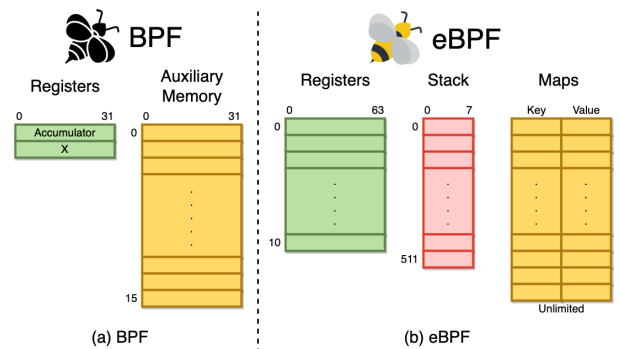 BPF
Registers
Auxiliary
Memory
0 31
Accumulator
X
0 31
0
15
(a) BPF
eBPF
Registers
Stack
Maps
0 63
0
10
0 7
0
511
Key Value
Unlimited
(b) eBPF